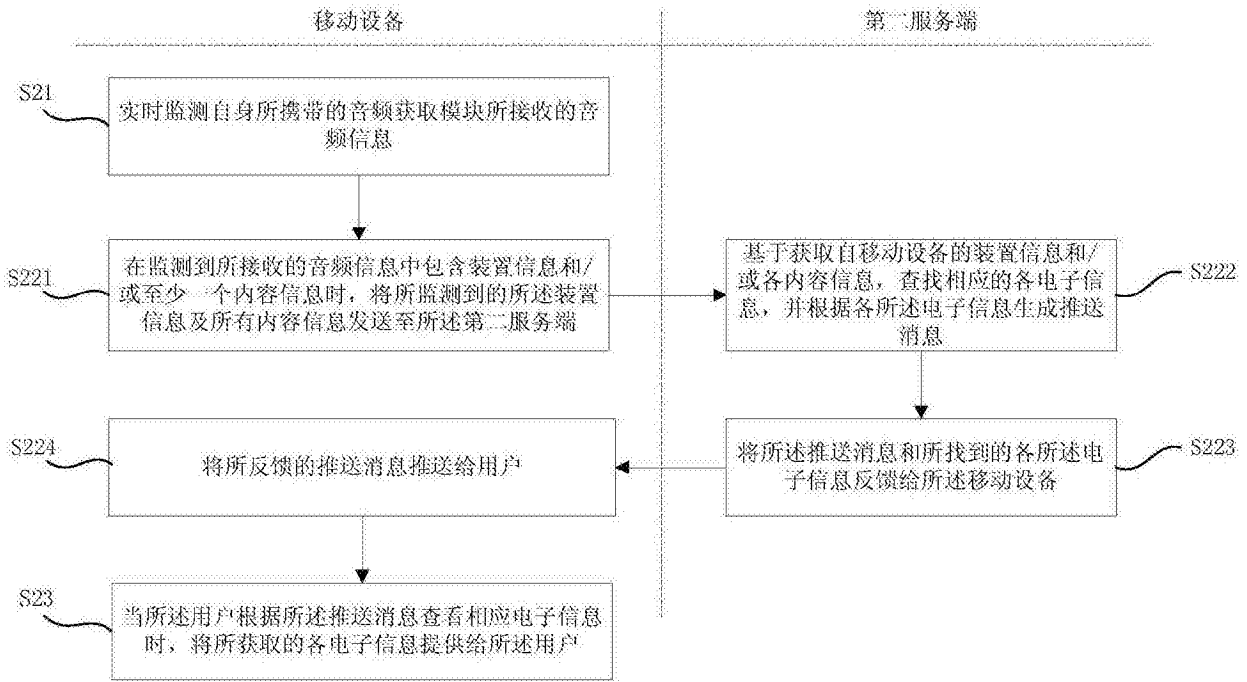 移动设备
第二服务端
S21
实时监测自身所携带的音频获取模块所接收的音
频信息
S221
在监测到所接收的音频信息中包含装置信息和/
或至少一个内容信息时，将所监测到的所述装置
信息及所有内容信息发送至所述第二服务端
基于获取自移动设备的装置信息和/
或各内容信息，查找相应的各电子信
息，并根据各所述电子信息生成推送
消息
S222
S224
将所反馈的推送消息推送给用户
将所述推送消息和所找到的各所述电
子信息反馈给所述移动设备
S223
S23
当所述用户根据所述推送消息查看相应电子信息
时，将所获取的各电子信息提供给所述用户